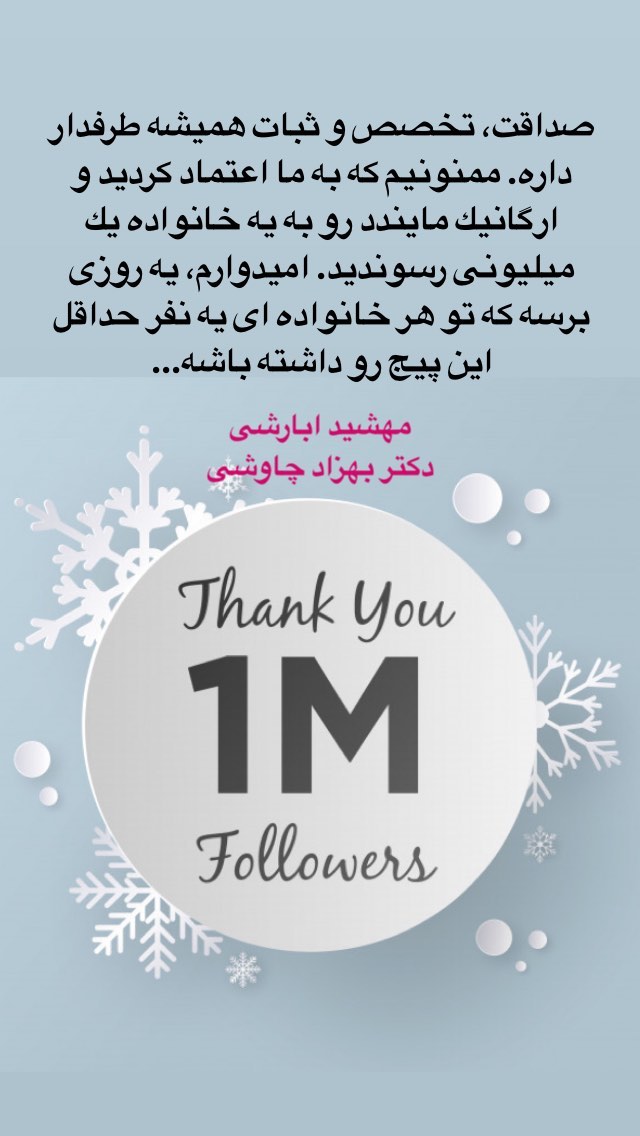 صداقت، تخصص و ثبات همیشه طرفدار
داره. ممنونیم که به ما اعتماد کردید و
ارگانیک مایندد رو به یه خانواده یک
میلیونی رسوندید. امیدوارم، یه روزی
برسه که تو هر خانواده ای یه نفر حداقل
این پیج رو داشته باشه...
مهشید ابارشی
دکتر بهزاد چاوشی
Thank You
1M
Followers